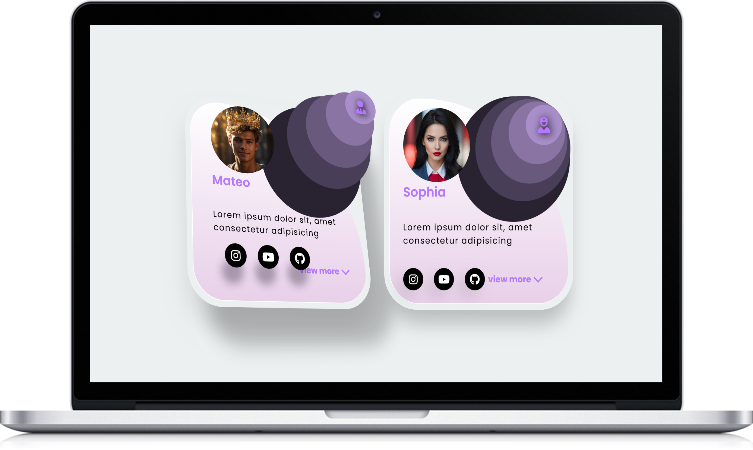 Mateo
Lorem ipsum dolor sit, amet
consectetur adipisicing
view more
Sophia
Lorem ipsum dolor sit, amet
consectetur adipisicing
view more